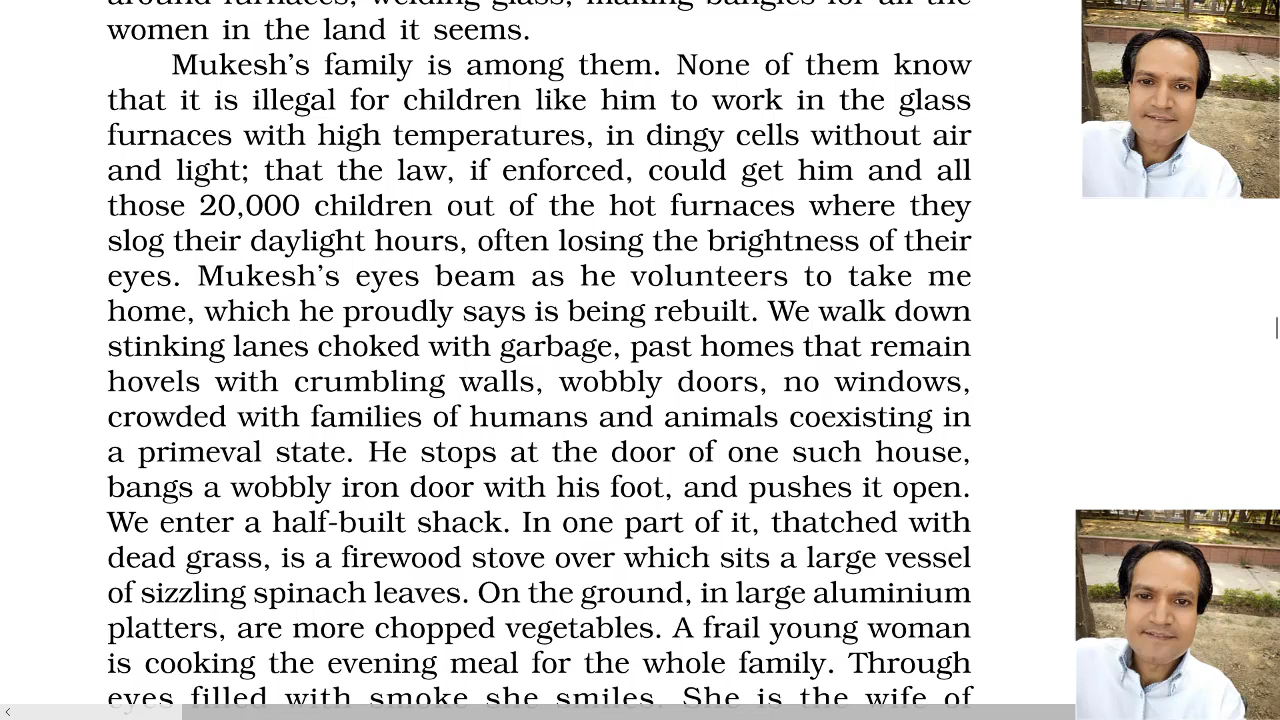 around furnaces, welding glass, making bangles for all the
women in the land it seems.
Mukesh's family is among them. None of them know
that it is illegal for children like him to work in the glass
furnaces with high temperatures, in dingy cells without air
and light; that the law, if enforced, could get him and all
those 20,000 children out of the hot furnaces where they
slog their daylight hours, often losing the brightness of their
eyes. Mukesh's eyes beam as he volunteers to take me
home, which he proudly says is being rebuilt. We walk down
stinking lanes choked with garbage, past homes that remain
hovels with crumbling walls, wobbly doors, no windows,
crowded with families of humans and animals coexisting in
a primeval state. He stops at the door of one such house,
bangs a wobbly iron door with his foot, and pushes it open.
We enter a half-built shack. In one part of it, thatched with
dead grass, is a firewood stove over which sits a large vessel
of sizzling spinach leaves. On the ground, in large aluminium
platters, are more chopped vegetables. A frail young woman
is cooking the evening meal for the whole family. Through
eyes filled with smoke she smiles. She is the wife of